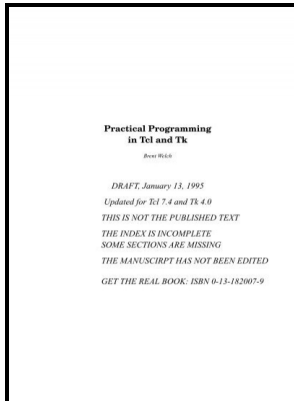 Practical Programming
in Tcl and Tk
Brent Welch
DRAFT, January 13, 1995
Updated for Tcl 7.4 and Tk 4.0
THIS IS NOT THE PUBLISHED TEXT
THE INDEX IS INCOMPLETE
SOME SECTIONS ARE MISSING
THE MANUSCIRPT HAS NOT BEEN EDITED
GET THE REAL BOOK: ISBN 0-13-182007-9